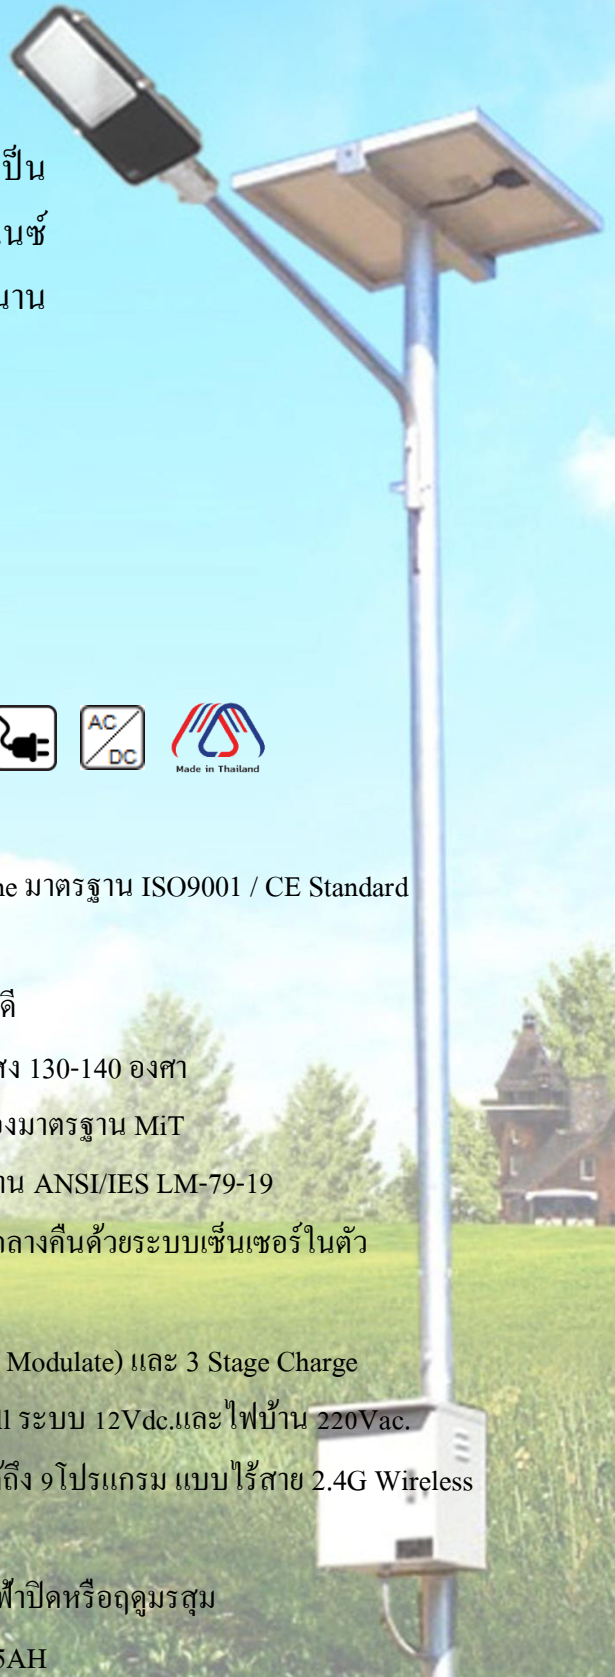 ป็น
นซ์
นาน
AC
DC
Made in Thailand
ne มาตรฐาน ISO9001 / CE Standard
ดี
สง 130-140 องศา
องมาตรฐาน MiT
าน ANSI/IES LM-79-19
กลางคืนด้วยระบบเซ็นเซอร์ในตัว
Modulate) และ 3 Stage Charge
ll ระบบ 12Vdc.และไฟบ้าน 220Vac.
ถึง 9โปรแกรม แบบไร้สาย 2.4G Wireless
ฟ้าปิดหรือฤดูมรสุม
5AH